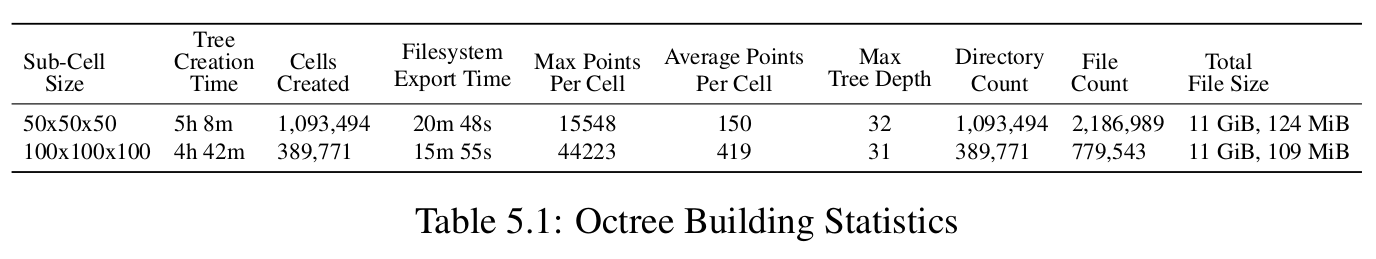 Sub-Cell Size Tree Creation Time Cells Created Filesystem Export Time Max Points Per Cell Average Points Per Cell Max Tree Depth Directory Count File Count Total File Size
50x50x50 5h 8m 1,093,494 20m 48s 15548 150 32 1,093,494 2,186,989 11 GiB, 124 MiB
100x100x100 4h 42m 389,771 15m 55s 44223 419 31 389,771 779,543 11 GiB, 109 MiB
Table 5.1: Octree Building Statistics